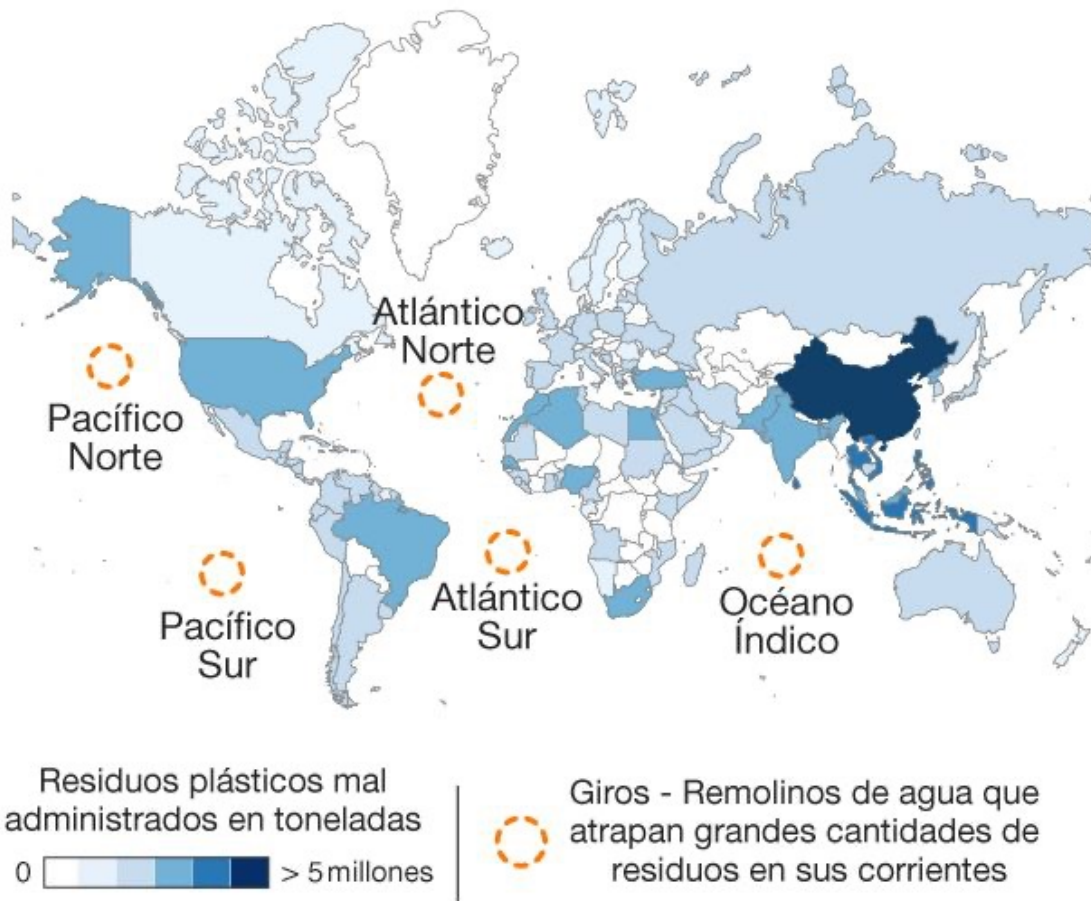 Atlántico
Norte
Pacífico
Norte
Pacífico
Sur
Atlántico
Sur
Océano
Índico
Residuos plásticos mal
administrados en toneladas
0 > 5 millones
Giros - Remolinos de agua que
atrapan grandes cantidades de
residuos en sus corrientes